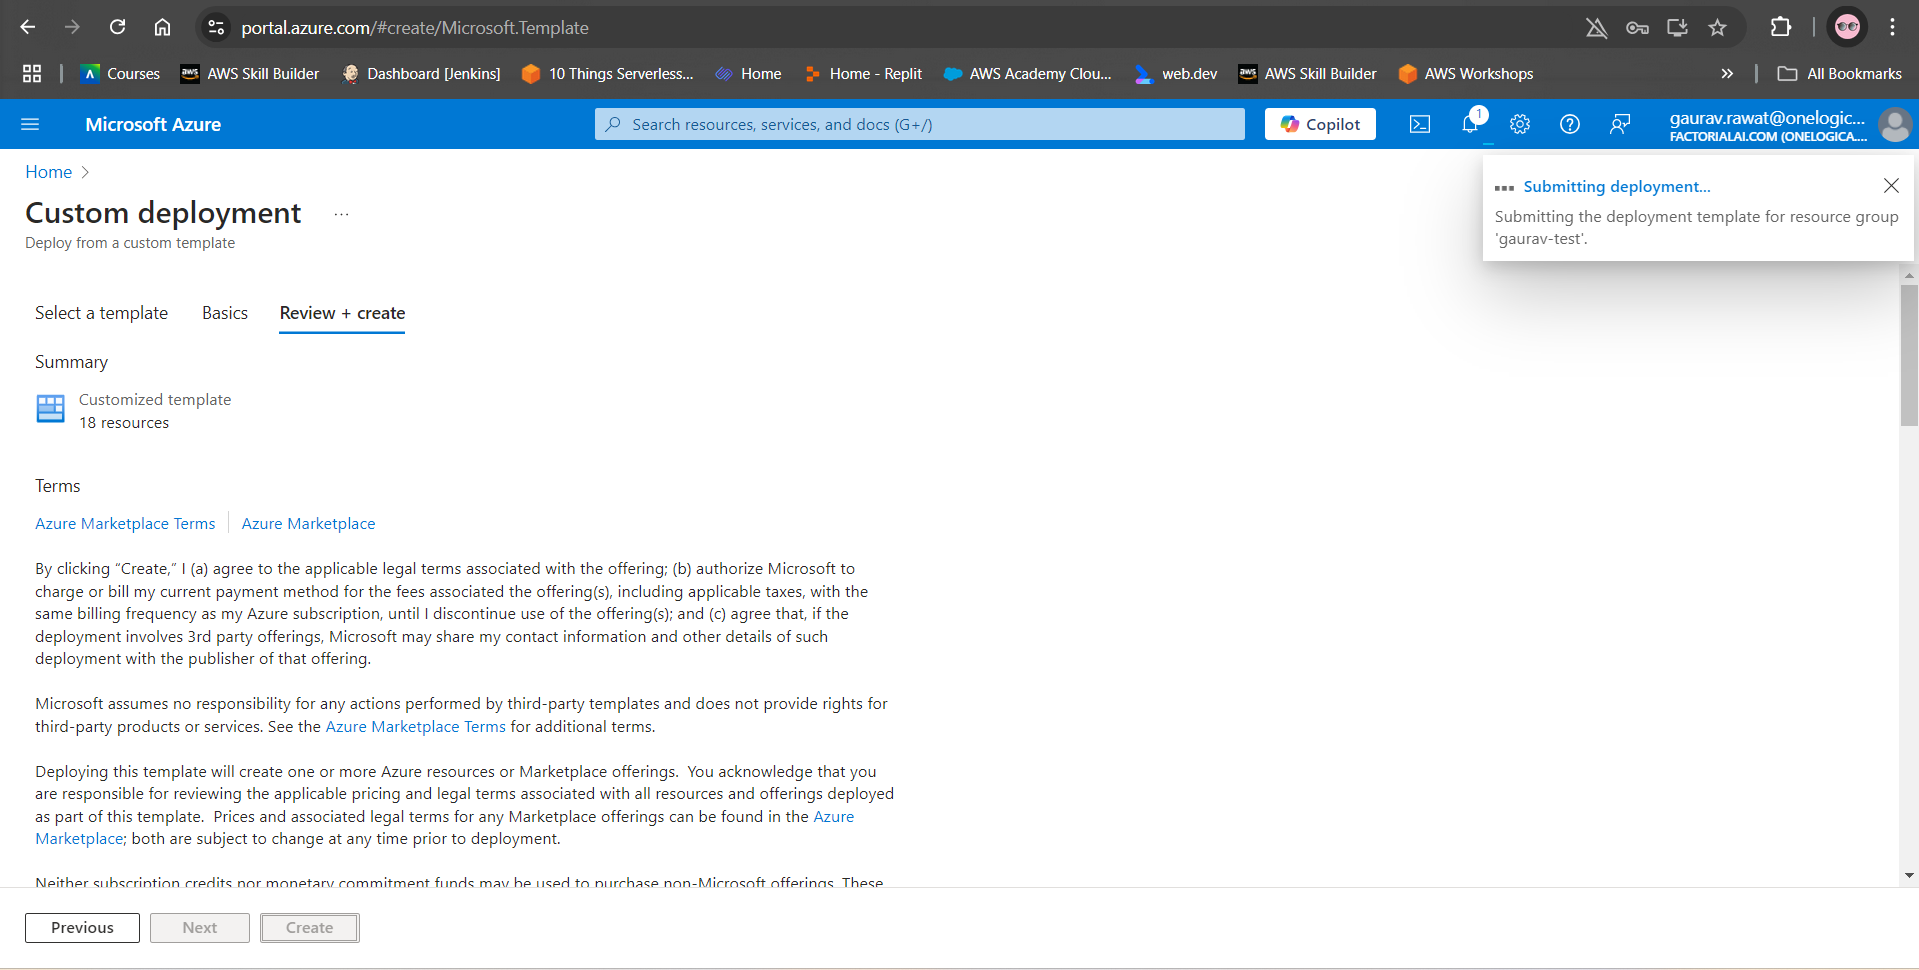 portal.azure.com/#create/Microsoft.Template
Courses
AWS Skill Builder
Dashboard [Jenkins]
10 Things Serverless...
Home
Home - Replit
AWS Academy Clou...
web.dev
AWS Skill Builder
AWS Workshops
All Bookmarks
Microsoft Azure
Search resources, services, and docs (G+/)
Copilot
1
gaurav.rawat@onelogic...
FACTORIALAI.COM (ONELOGICA....
Home
Submitting deployment...
Submitting the deployment template for resource group
'gaurav-test'.
Custom deployment
Deploy from a custom template
Select a template
Basics
Review + create
Summary
Customized template
18 resources
Terms
Azure Marketplace Terms
Azure Marketplace
By clicking “Create,” I (a) agree to the applicable legal terms associated with the offering; (b) authorize Microsoft to
charge or bill my current payment method for the fees associated the offering(s), including applicable taxes, with the
same billing frequency as my Azure subscription, until I discontinue use of the offering(s); and (c) agree that, if the
deployment involves 3rd party offerings, Microsoft may share my contact information and other details of such
deployment with the publisher of that offering.
Microsoft assumes no responsibility for any actions performed by third-party templates and does not provide rights for
third-party products or services. See the Azure Marketplace Terms for additional terms.
Deploying this template will create one or more Azure resources or Marketplace offerings. You acknowledge that you
are responsible for reviewing the applicable pricing and legal terms associated with all resources and offerings deployed
as part of this template. Prices and associated legal terms for any Marketplace offerings can be found in the Azure
Marketplace; both are subject to change at any time prior to deployment.
Neither subscription credits nor monetary commitment funds may be used to purchase non-Microsoft offerings. These
Previous
Next
Create